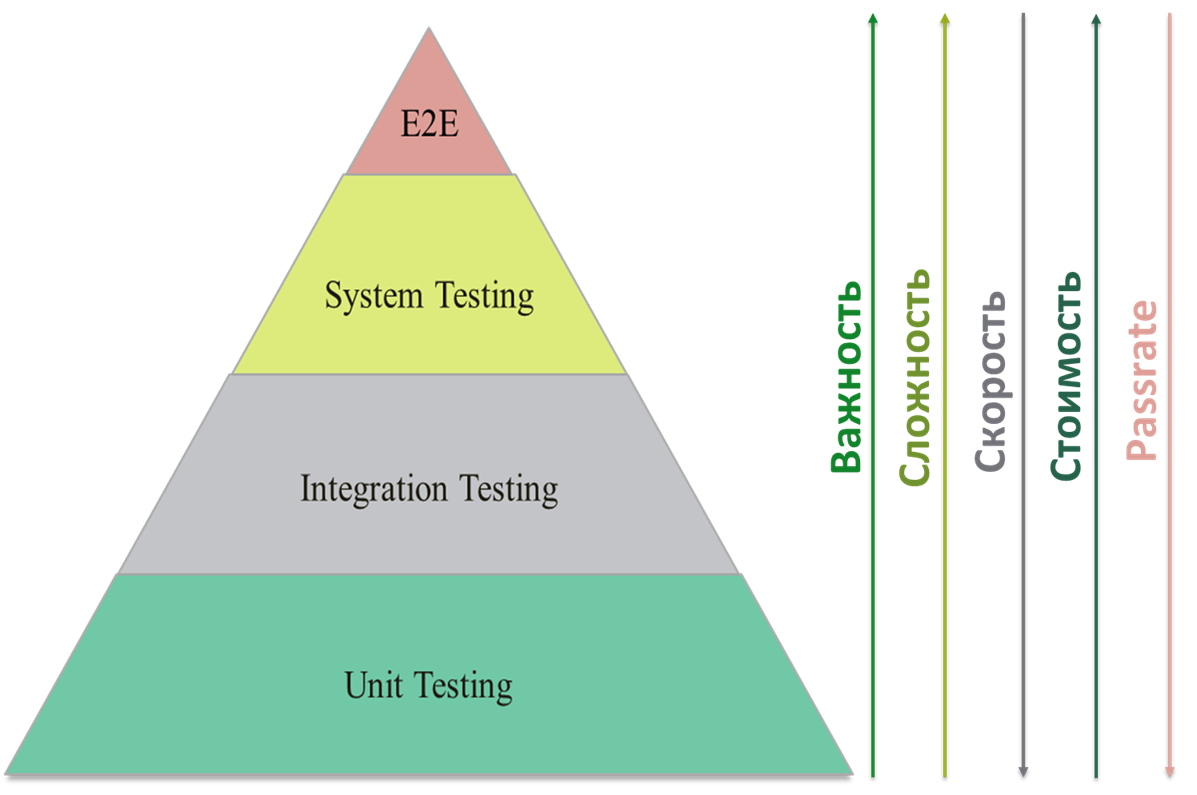 E2E
System Testing
Integration Testing
Unit Testing
Важность
Сложность
Скорость
Стоимость
Passrate